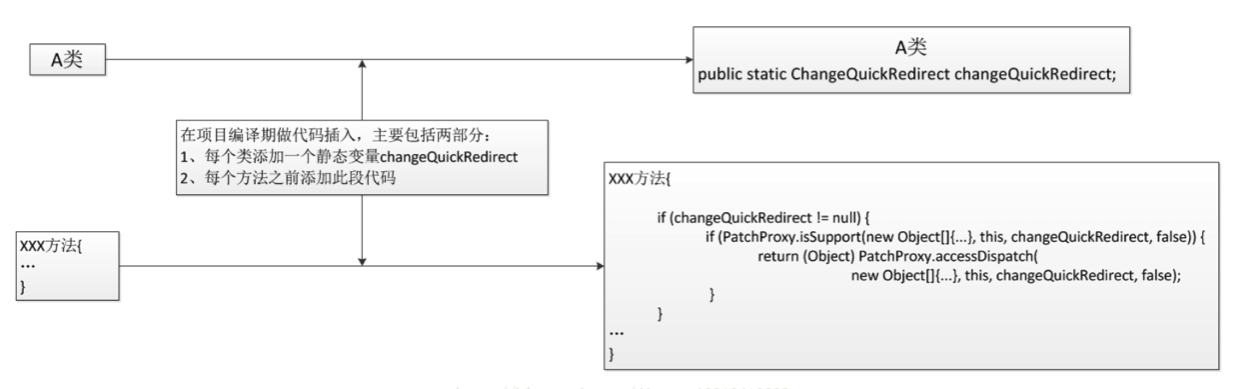 A类
A类
public static ChangeQuickRedirect changeQuickRedirect;
在项目编译期做代码插入，主要包括两部分：
1、每个类添加一个静态变量changeQuickRedirect
2、每个方法之前添加此段代码
XXX方法{
...
}
XXX方法{
if (changeQuickRedirect != null) {
if (PatchProxy.isSupport(new Object[]{...}, this, changeQuickRedirect, false)) {
return (Object) PatchProxy.accessDispatch(
new Object[]{...}, this, changeQuickRedirect, false);
}
}
...
}